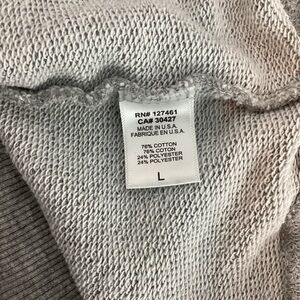 RN# 127461
CA# 30427
MADE IN U.S.A.
FABRIQUE EN U.S.A.
76% COTTON
76% COTON
24% POLYESTER
24% POLYESTER
L